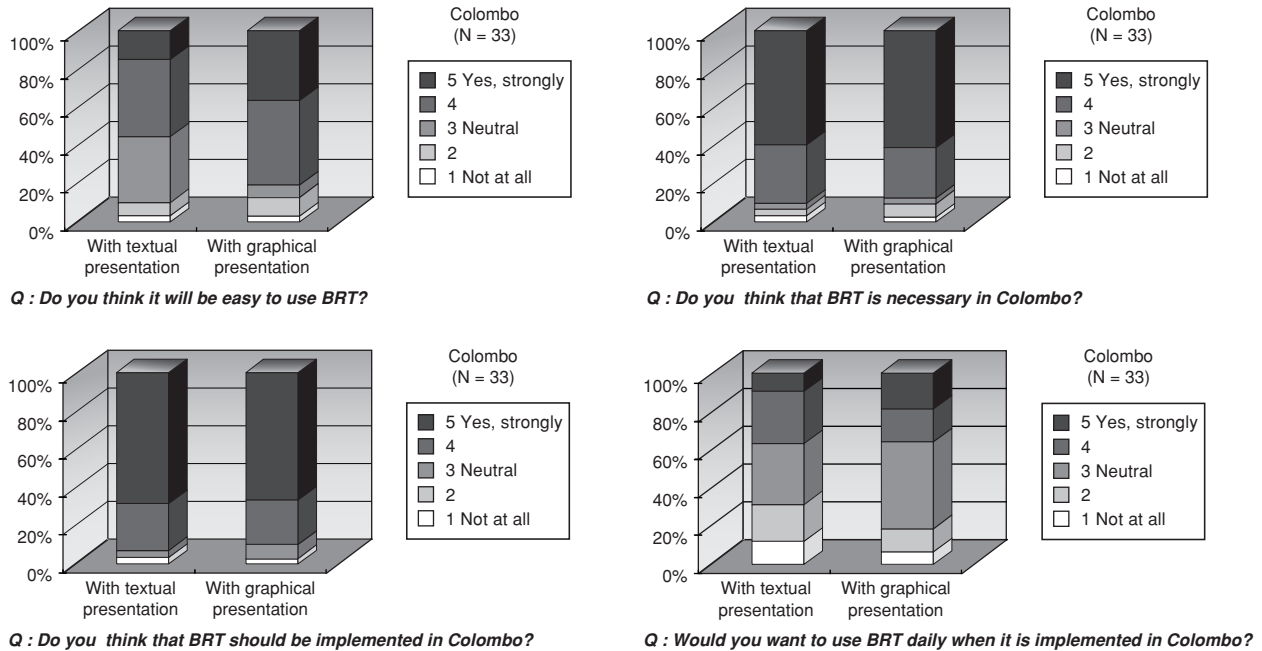 Colombo
(N = 33)
100%
80%
60%
40%
20%
0%
5 Yes, strongly
4
3 Neutral
2
1 Not at all
With textual presentation
With graphical presentation
Q : Do you think it will be easy to use BRT?
Colombo
(N = 33)
100%
80%
60%
40%
20%
0%
5 Yes, strongly
4
3 Neutral
2
1 Not at all
With textual presentation
With graphical presentation
Q : Do you think that BRT is necessary in Colombo?
Colombo
(N = 33)
100%
80%
60%
40%
20%
0%
5 Yes, strongly
4
3 Neutral
2
1 Not at all
With textual presentation
With graphical presentation
Q : Do you think that BRT should be implemented in Colombo?
Colombo
(N = 33)
100%
80%
60%
40%
20%
0%
5 Yes, strongly
4
3 Neutral
2
1 Not at all
With textual presentation
With graphical presentation
Q : Would you want to use BRT daily when it is implemented in Colombo?